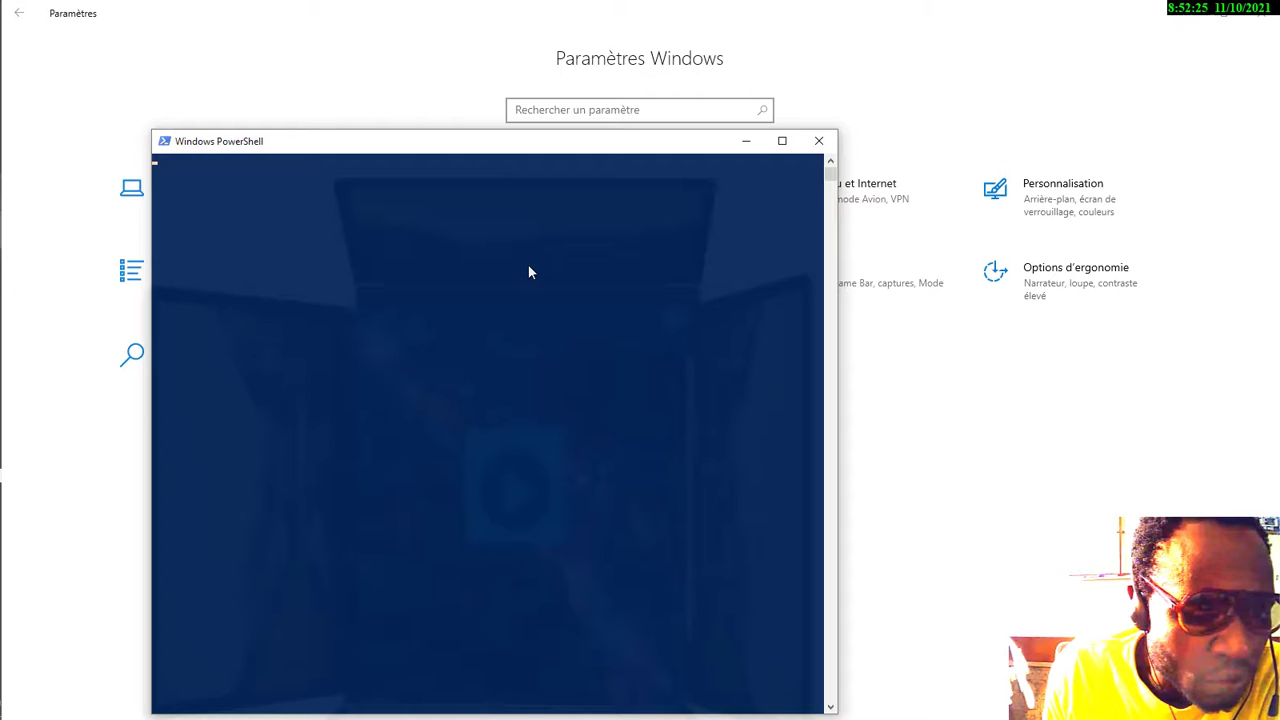 Paramètres
8:52:25 11/10/2021
Paramètres Windows
Rechercher un paramètre
Windows PowerShell
u et Internet
mode Avion, VPN
Personnalisation
Arrière-plan, écran de
verrouillage, couleurs
ame Bar, captures, Mode
Options d’ergonomie
Narrateur, loupe, contraste
élevé